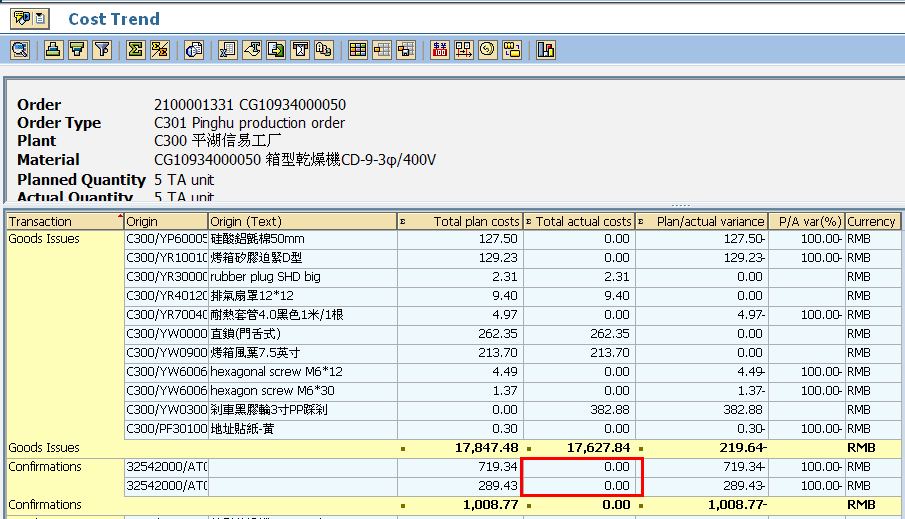 Cost Trend
Order 2100001331 CG10934000050
Order Type C301 Pinghu production order
Plant C300 平湖信易工厂
Material CG10934000050 箱型乾燥機CD-9-3φ/400V
Planned Quantity 5 TA unit
Actual Quantity 5 TA unit
Transaction Origin Origin (Text) Σ Total plan costs Σ Total actual costs Σ Plan/actual variance P/A var(%) Currency
Goods Issues C300/YP60005 硅酸鋁氈棉50mm 127.50 0.00 127.50- 100.00- RMB
C300/YR10010 烤箱矽膠迫緊D型 129.23 0.00 129.23- 100.00- RMB
C300/YR30000 rubber plug SHD big 2.31 2.31 0.00 RMB
C300/YR40120 排氣扇罩12*12 9.40 9.40 0.00 RMB
C300/YR70040 耐熱套管4.0黑色1米/1根 4.97 0.00 4.97- 100.00- RMB
C300/YW0000 直鎖(門舌式) 262.35 262.35 0.00 RMB
C300/YW0900 烤箱風葉7.5英寸 213.70 213.70 0.00 RMB
C300/YW6006 hexagonal screw M6*12 4.49 0.00 4.49- 100.00- RMB
C300/YW6006 hexagon screw M6*30 1.37 0.00 1.37- 100.00- RMB
C300/YW0300 剎車黑膠輪3寸PP踩剎 0.00 382.88 382.88 RMB
C300/PF30100 地址貼紙-黃 0.30 0.00 0.30- 100.00- RMB
Goods Issues 17,847.48 17,627.84 219.64- RMB
Confirmations 32542000/AT0 719.34 0.00 719.34- 100.00- RMB
32542000/AT0 289.43 0.00 289.43- 100.00- RMB
Confirmations 1,008.77 0.00 1,008.77- RMB